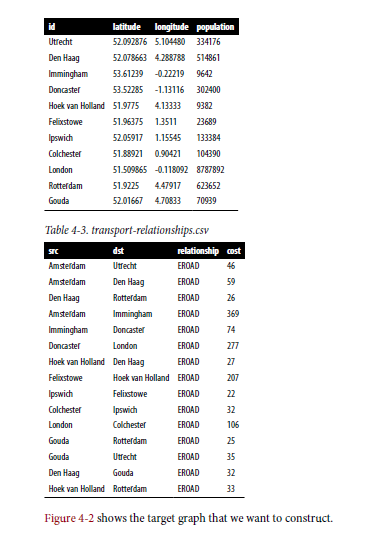 id latitude longitude population
Utrecht 52.092876 5.104480 334176
Den Haag 52.078663 4.288788 514861
Immingham 53.61239 -0.22219 9642
Doncaster 53.52285 -1.13116 302400
Hoek van Holland 51.9775 4.13333 9382
Felixstowe 51.96375 1.3511 23689
Ipswich 52.05917 1.15545 133384
Colchester 51.88921 0.90421 104390
London 51.509865 -0.118092 8787892
Rotterdam 51.9225 4.47917 623652
Gouda 52.01667 4.70833 70939
Table 4-3. transport-relationships.csv
src dst relationship cost
Amsterdam Utrecht EROAD 46
Amsterdam Den Haag EROAD 59
Den Haag Rotterdam EROAD 26
Amsterdam Immingham EROAD 369
Immingham Doncaster EROAD 74
Doncaster London EROAD 277
Hoek van Holland Den Haag EROAD 27
Felixstowe Hoek van Holland EROAD 207
Ipswich Felixstowe EROAD 22
Colchester Ipswich EROAD 32
London Colchester EROAD 106
Gouda Rotterdam EROAD 25
Gouda Utrecht EROAD 35
Den Haag Gouda EROAD 32
Hoek van Holland Rotterdam EROAD 33
Figure 4-2 shows the target graph that we want to construct.